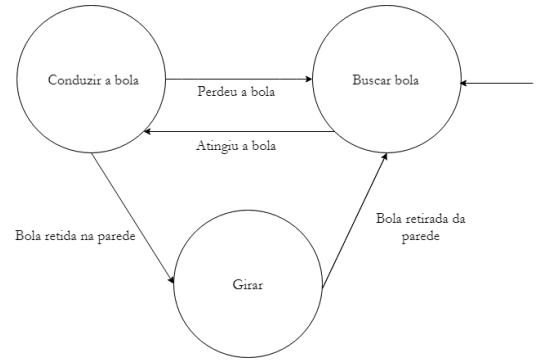 Conduzir a bola
Buscar bola
Perdeu a bola
Atingiu a bola
Bola retida na parede
Bola retirada da
parede
Girar